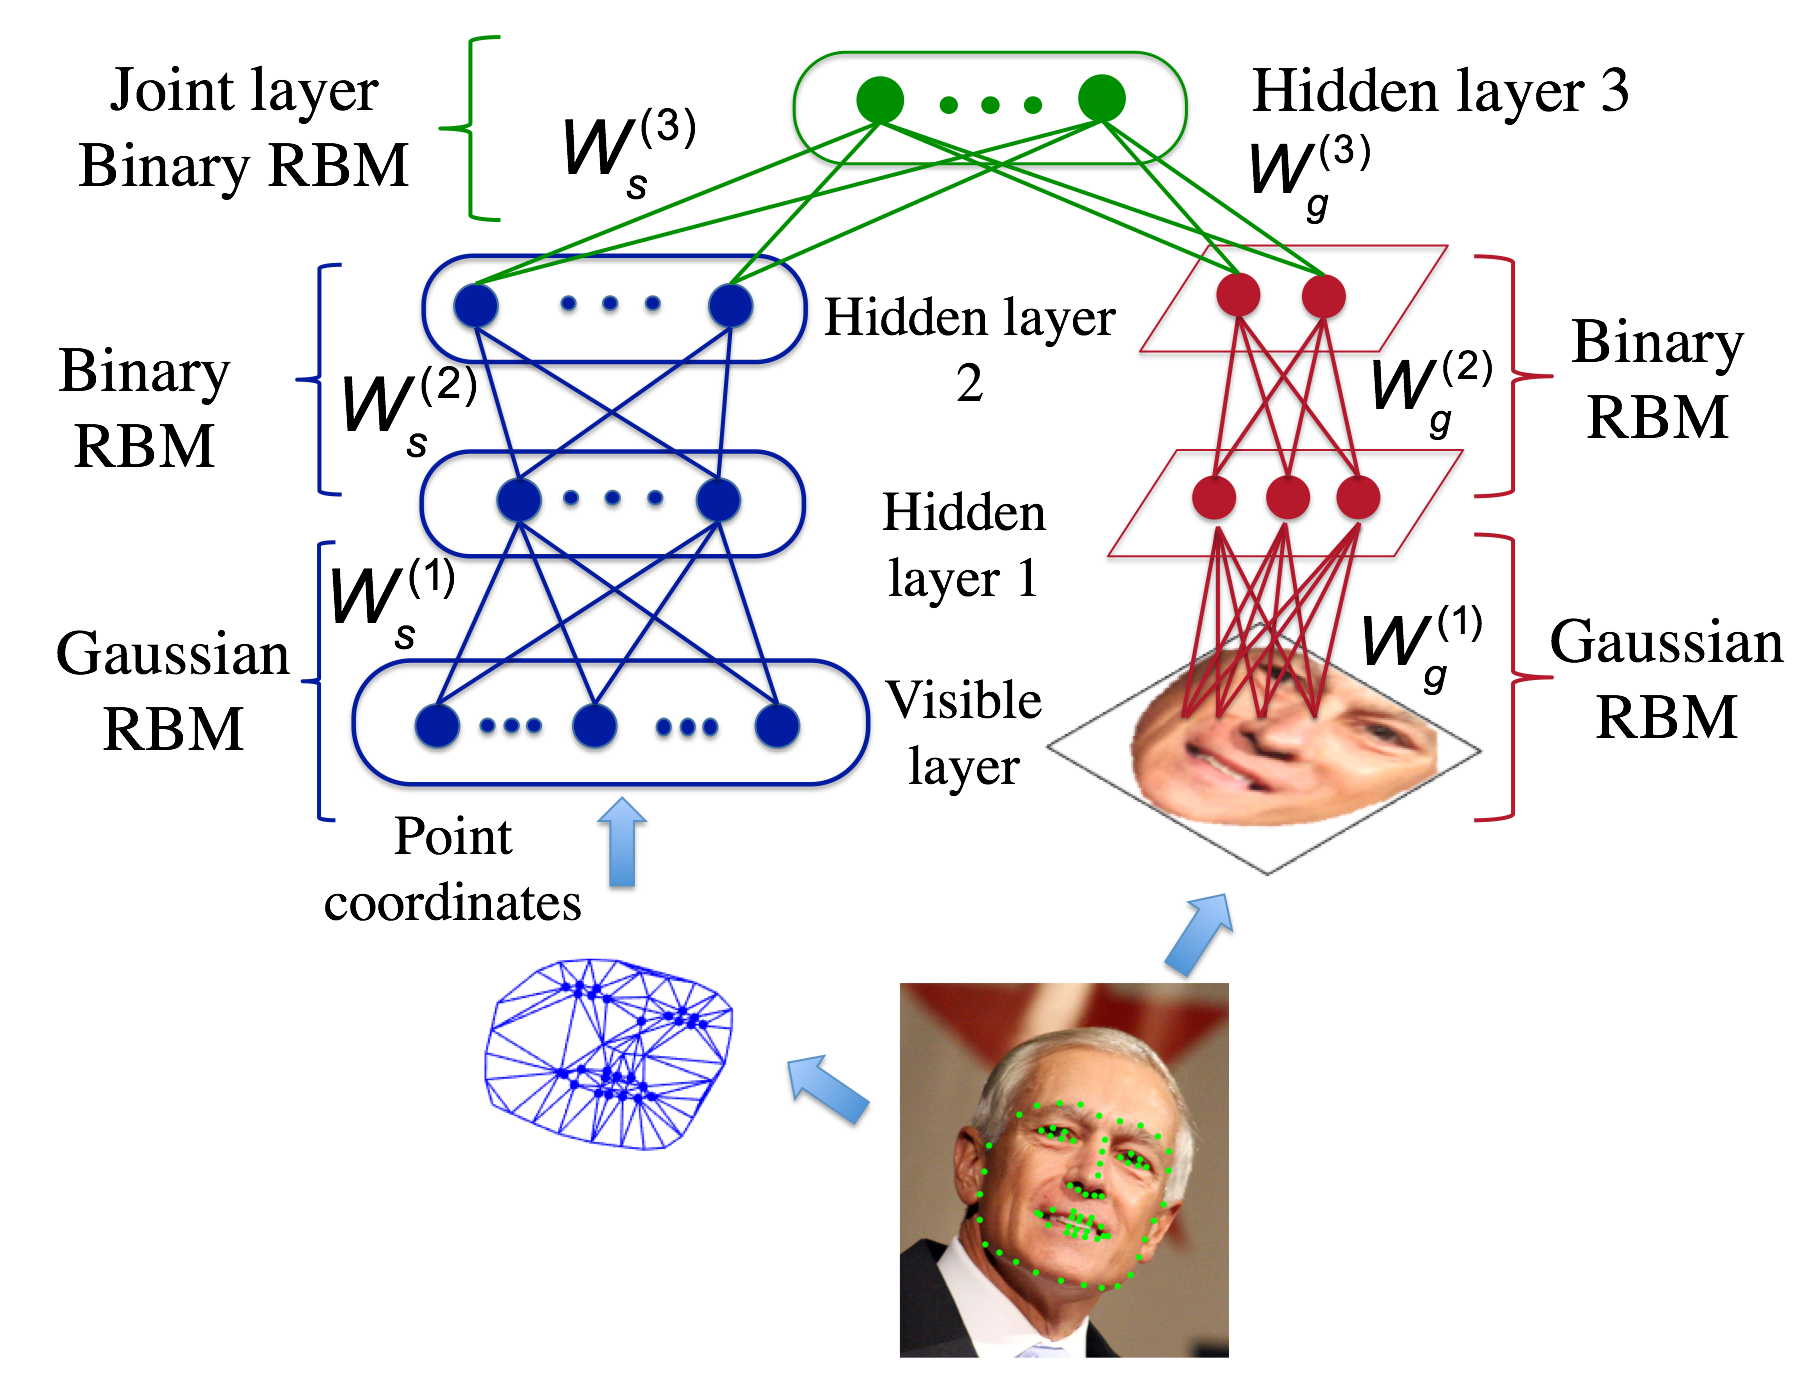 Joint layer
Binary RBM
W_s^(3)
Hidden layer 3
W_g^(3)
Binary
RBM
W_s^(2)
Hidden layer
2
W_g^(2)
Binary
RBM
Hidden
layer 1
Gaussian
RBM
W_s^(1)
Visible
layer
W_g^(1)
Gaussian
RBM
Point
coordinates